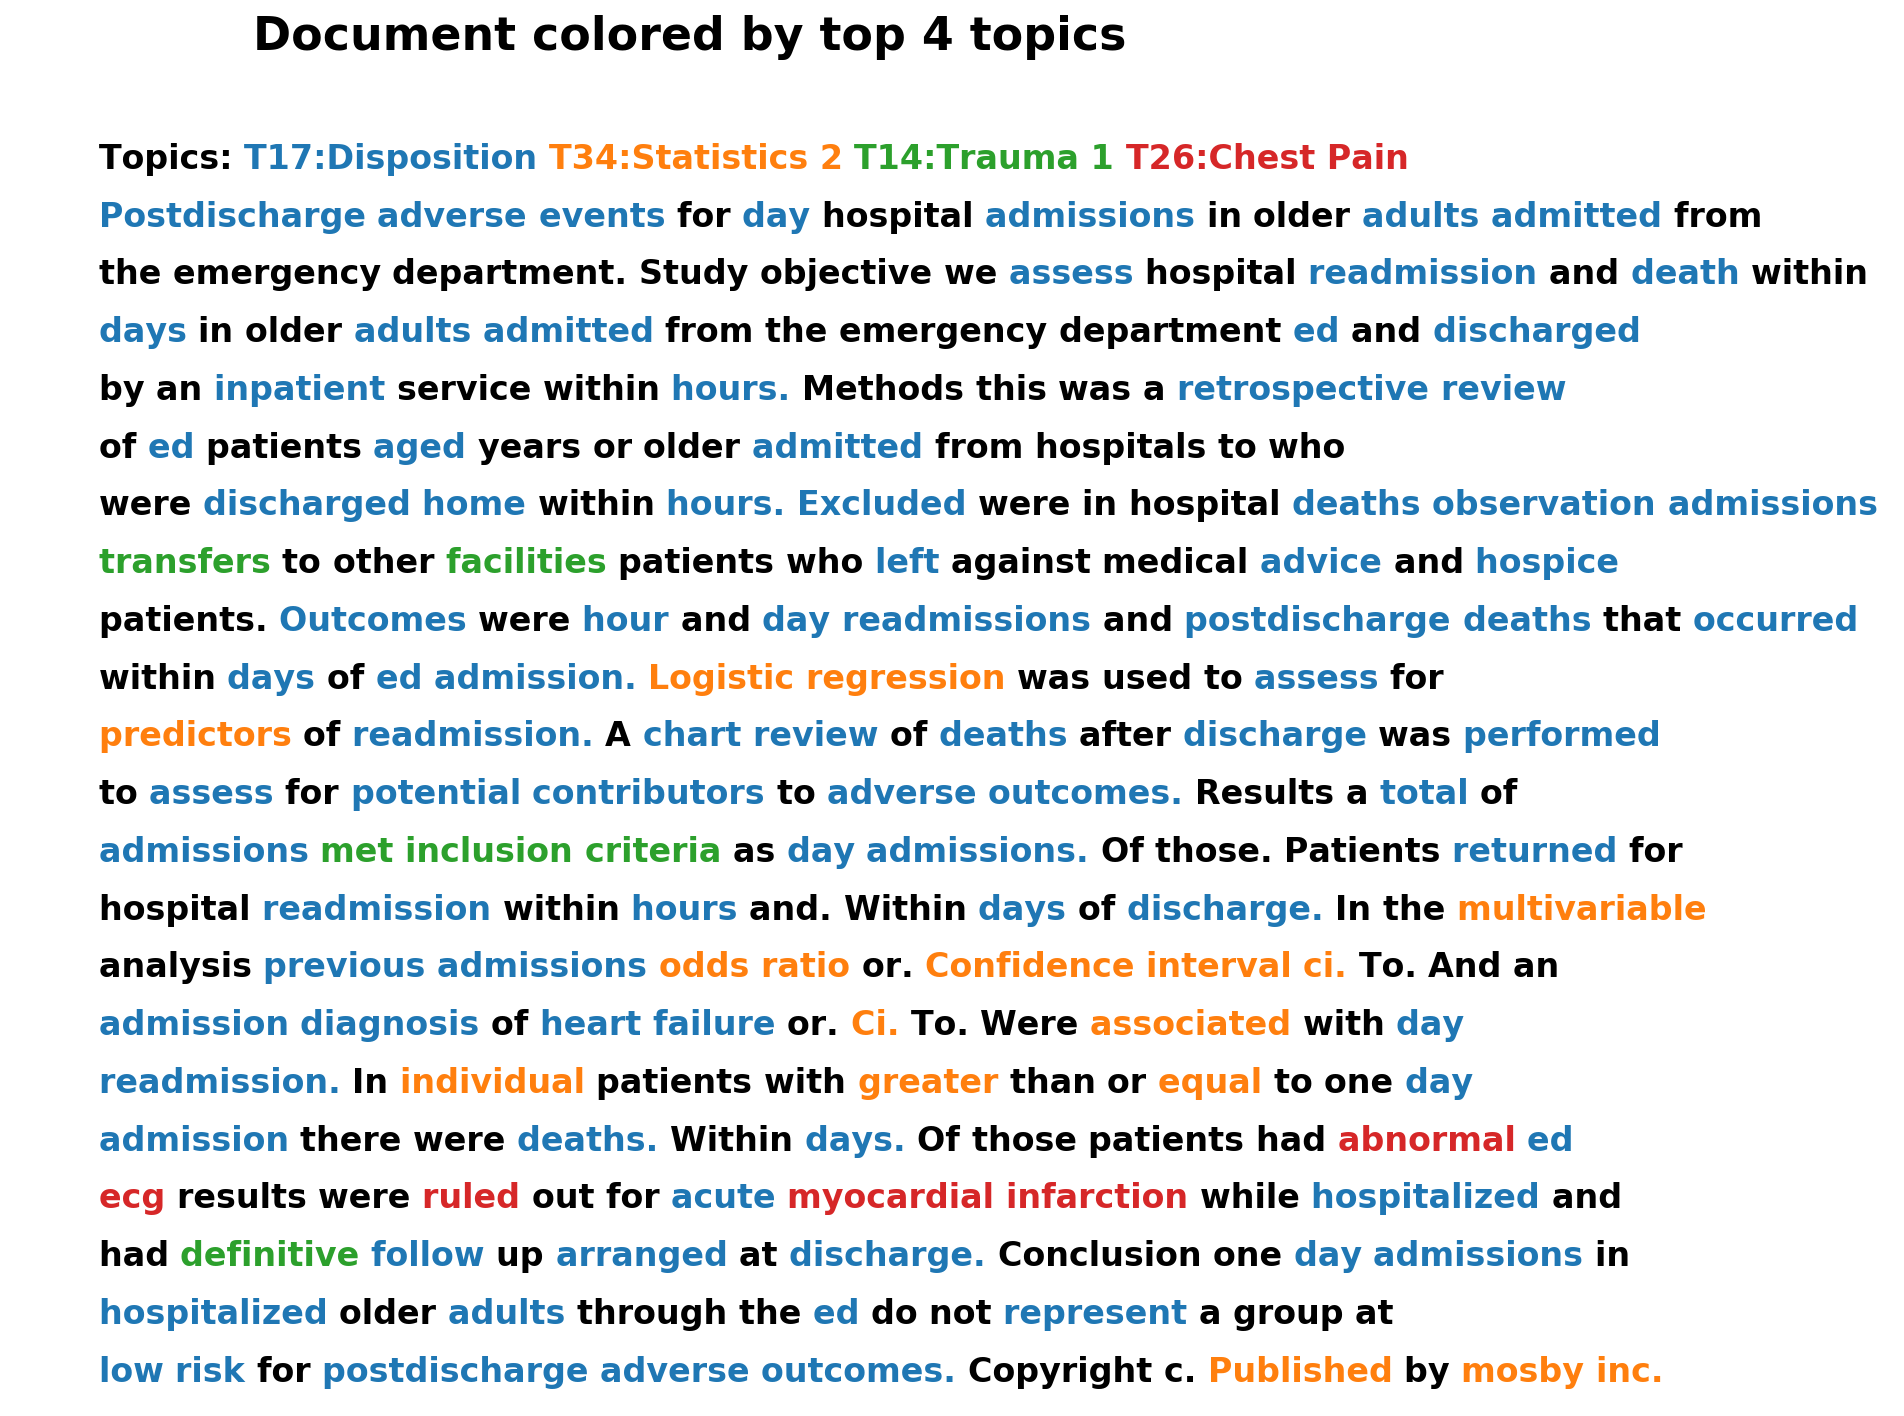 Document colored by top 4 topics
Topics: T17:Disposition T34:Statistics 2 T14:Trauma 1 T26:Chest Pain
Postdischarge adverse events for day hospital admissions in older adults admitted from
the emergency department. Study objective we assess hospital readmission and death within
days in older adults admitted from the emergency department ed and discharged
by an inpatient service within hours. Methods this was a retrospective review
of ed patients aged years or older admitted from hospitals to who
were discharged home within hours. Excluded were in hospital deaths observation admissions
transfers to other facilities patients who left against medical advice and hospice
patients. Outcomes were hour and day readmissions and postdischarge deaths that occurred
within days of ed admission. Logistic regression was used to assess for
predictors of readmission. A chart review of deaths after discharge was performed
to assess for potential contributors to adverse outcomes. Results a total of
admissions met inclusion criteria as day admissions. Of those. Patients returned for
hospital readmission within hours and. Within days of discharge. In the multivariable
analysis previous admissions odds ratio or. Confidence interval ci. To. And an
admission diagnosis of heart failure or. Ci. To. Were associated with day
readmission. In individual patients with greater than or equal to one day
admission there were deaths. Within days. Of those patients had abnormal ed
ecg results were ruled out for acute myocardial infarction while hospitalized and
had definitive follow up arranged at discharge. Conclusion one day admissions in
hospitalized older adults through the ed do not represent a group at
low risk for postdischarge adverse outcomes. Copyright c. Published by mosby inc.